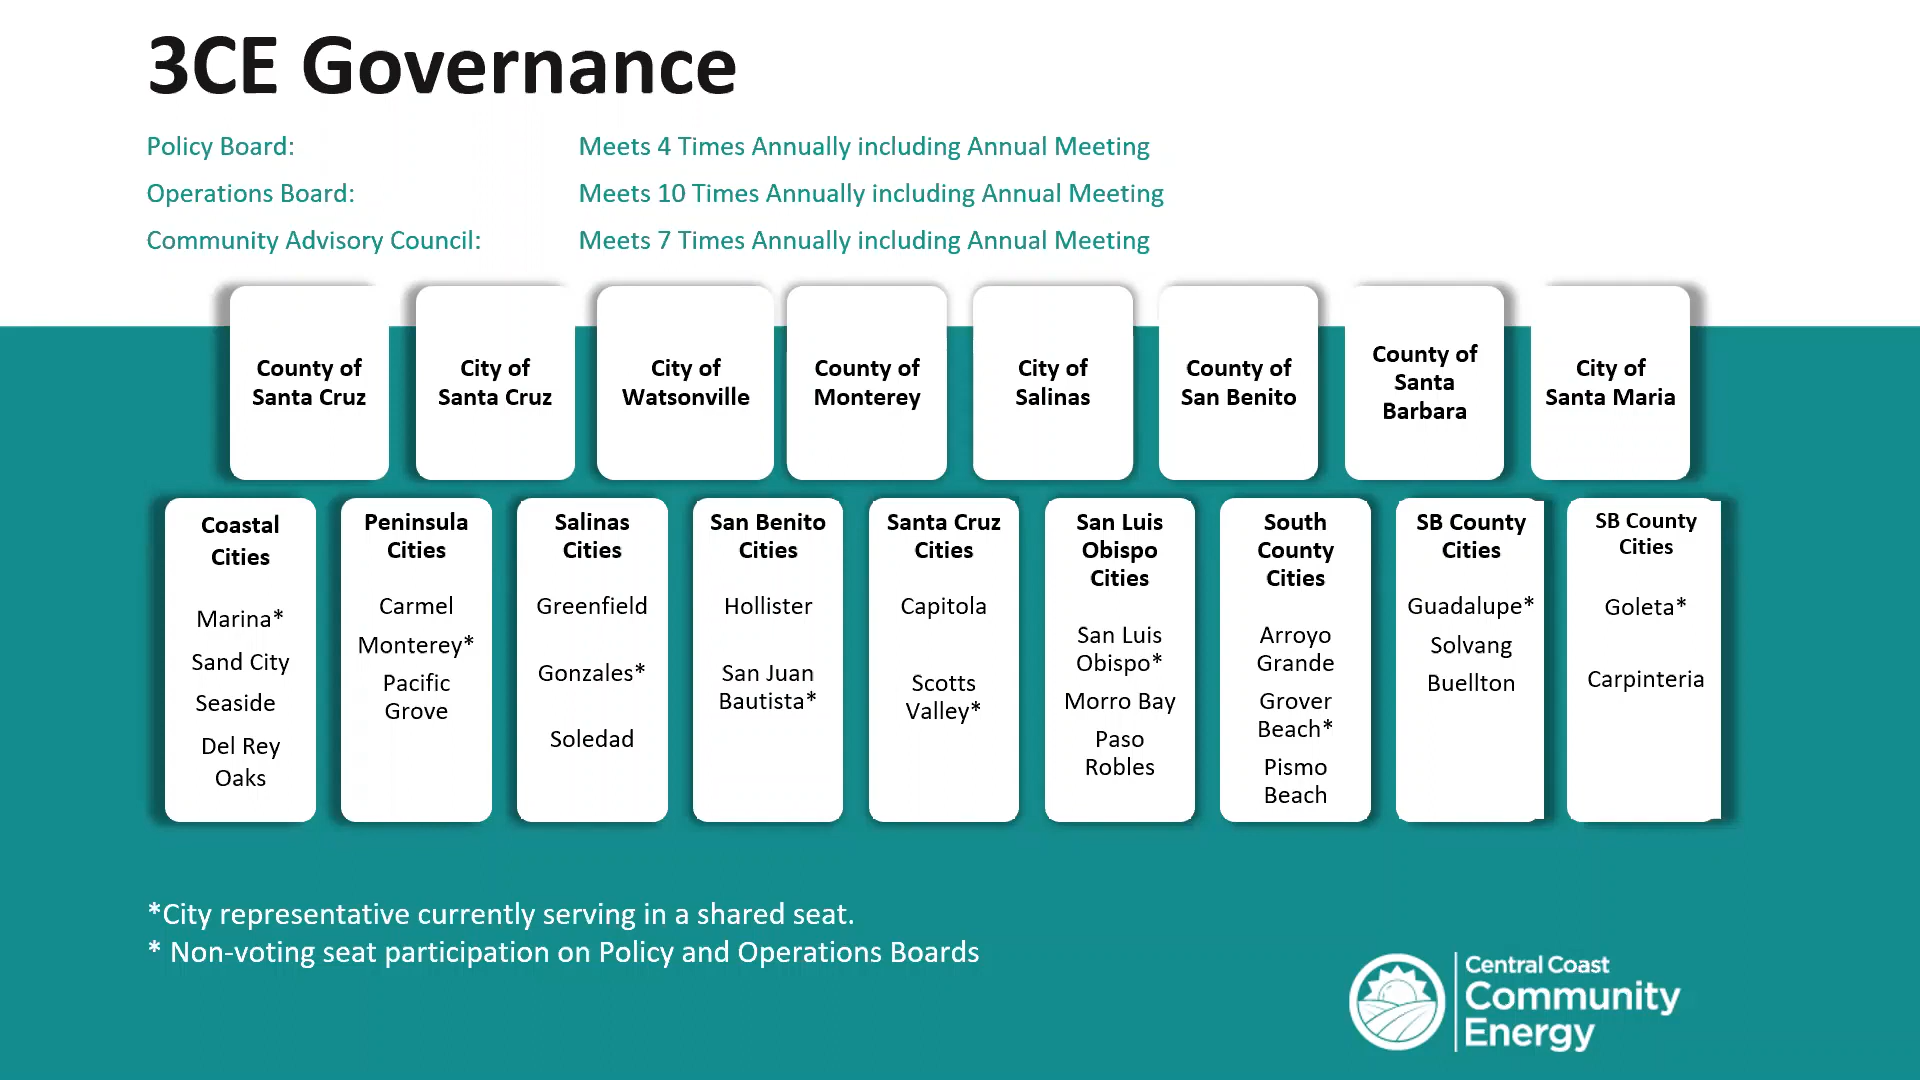 3CE Governance
Policy Board: Meets 4 Times Annually including Annual Meeting
Operations Board: Meets 10 Times Annually including Annual Meeting
Community Advisory Council: Meets 7 Times Annually including Annual Meeting
County of
Santa Cruz
City of
Santa Cruz
City of
Watsonville
County of
Monterey
City of
Salinas
County of
San Benito
County of
Santa
Barbara
City of
Santa Maria
Coastal
Cities
Marina*
Sand City
Seaside
Del Rey
Oaks
Peninsula
Cities
Carmel
Monterey*
Pacific
Grove
Salinas
Cities
Greenfield
Gonzales*
Soledad
San Benito
Cities
Hollister
San Juan
Bautista*
Santa Cruz
Cities
Capitola
Scotts
Valley*
San Luis
Obispo
Cities
San Luis
Obispo*
Morro Bay
Paso
Robles
South
County
Cities
Arroyo
Grande
Grover
Beach*
Pismo
Beach
SB County
Cities
Guadalupe*
Solvang
Buellton
SB County
Cities
Goleta*
Carpinteria
*City representative currently serving in a shared seat.
* Non-voting seat participation on Policy and Operations Boards
Central Coast
Community
Energy